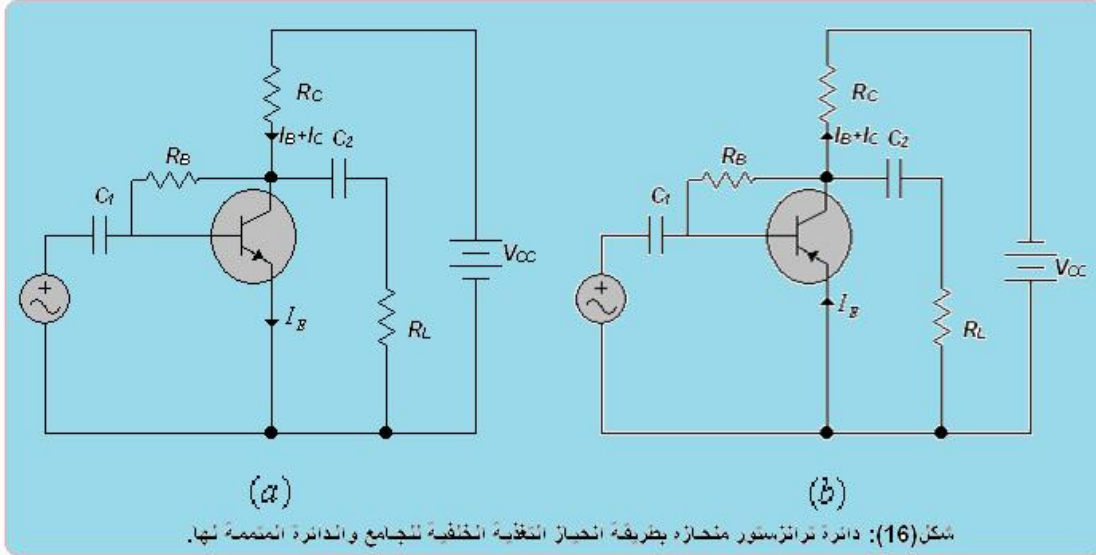 RC
IB+IC
C2
RB
C1
VCC
IE
RL
+
(a)
RC
IB+IC
C2
RB
C1
VCC
IE
RL
+
(b)
شكل(16): دائرة ترانزستور منحازه بطريقة انحياز التغذية الخلفية للجامع والدائرة المتممة لها.